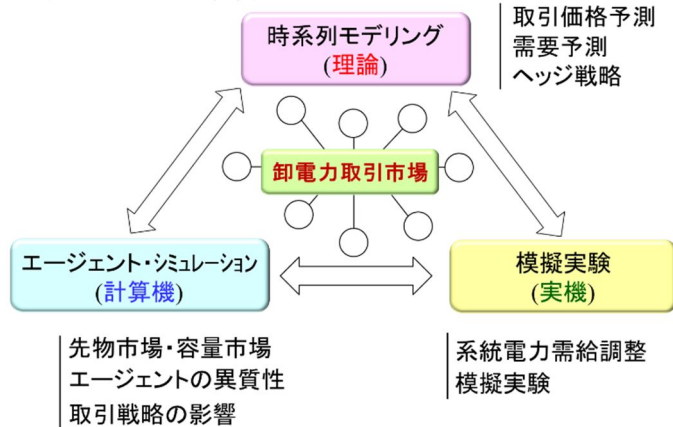 時系列モデリング
(理論)
取引価格予測
需要予測
ヘッジ戦略
卸電力取引市場
エージェント・シミュレーション
(計算機)
模擬実験
(実機)
先物市場・容量市場
エージェントの異質性
取引戦略の影響
系統電力需給調整
模擬実験